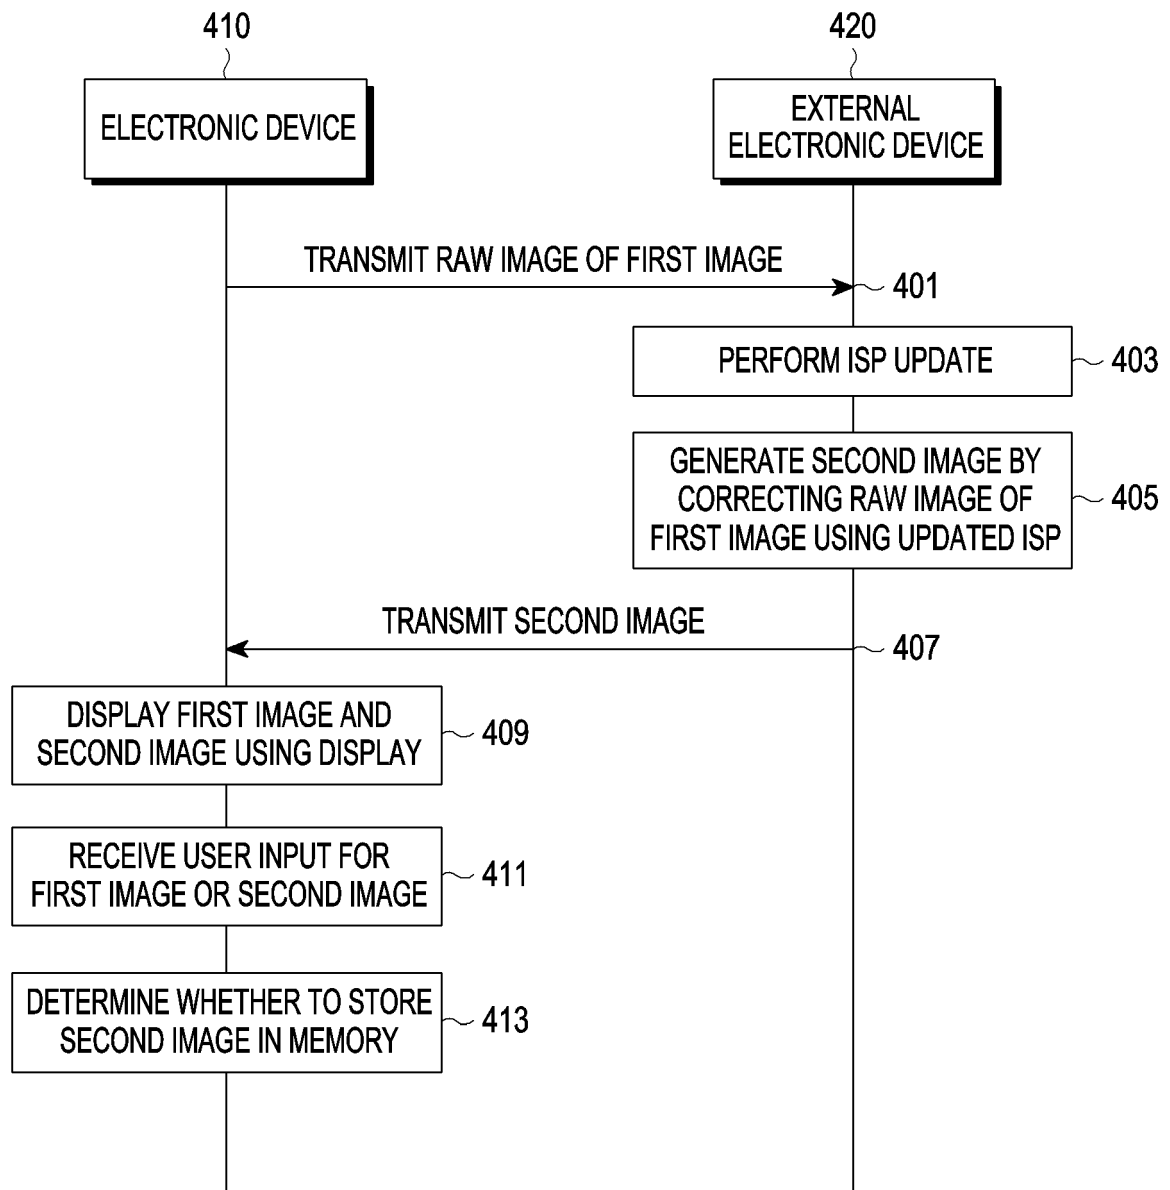 410
420
ELECTRONIC DEVICE
EXTERNAL
ELECTRONIC DEVICE
TRANSMIT RAW IMAGE OF FIRST IMAGE
401
PERFORM ISP UPDATE
403
GENERATE SECOND IMAGE BY
CORRECTING RAW IMAGE OF
FIRST IMAGE USING UPDATED ISP
405
TRANSMIT SECOND IMAGE
407
DISPLAY FIRST IMAGE AND
SECOND IMAGE USING DISPLAY
409
RECEIVE USER INPUT FOR
FIRST IMAGE OR SECOND IMAGE
411
DETERMINE WHETHER TO STORE
SECOND IMAGE IN MEMORY
413